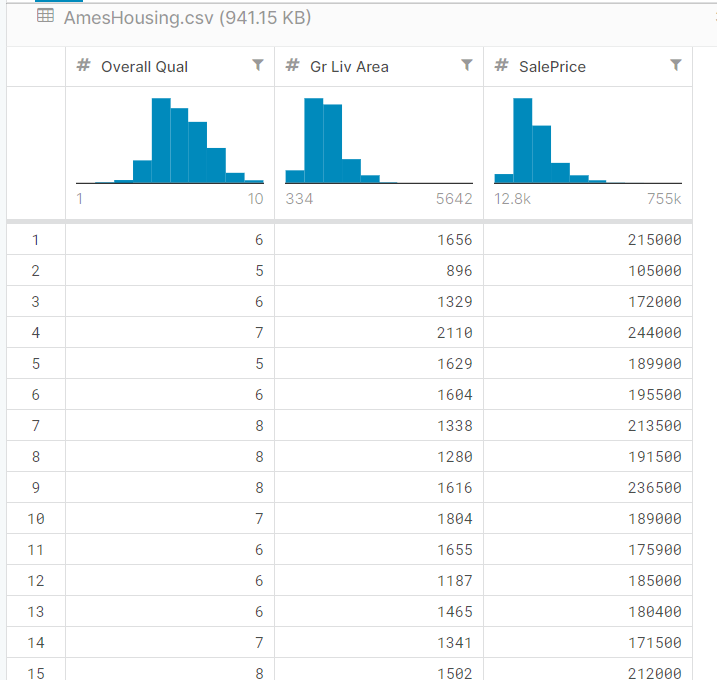 AmesHousing.csv (941.15 KB)
# Overall Qual # Gr Liv Area # SalePrice
1 10 334 5642 12.8k 755k
1 6 1656 215000
2 5 896 105000
3 6 1329 172000
4 7 2110 244000
5 5 1629 189900
6 6 1604 195500
7 8 1338 213500
8 8 1280 191500
9 8 1616 236500
10 7 1804 189000
11 6 1655 175900
12 6 1187 185000
13 6 1465 180400
14 7 1341 171500
15 8 1502 212000